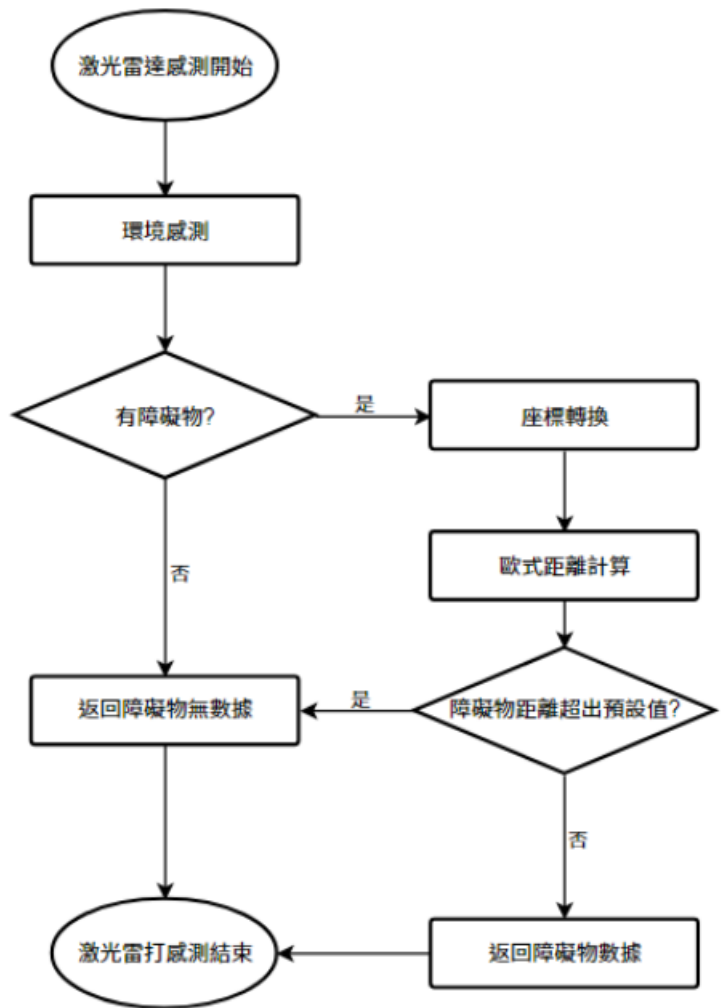 激光雷達感測開始
環境感測
有障礙物?
是
座標轉換
歐式距離計算
否
返回障礙物無數據
是
障礙物距離超出預設值?
否
激光雷打感測結束
返回障礙物數據